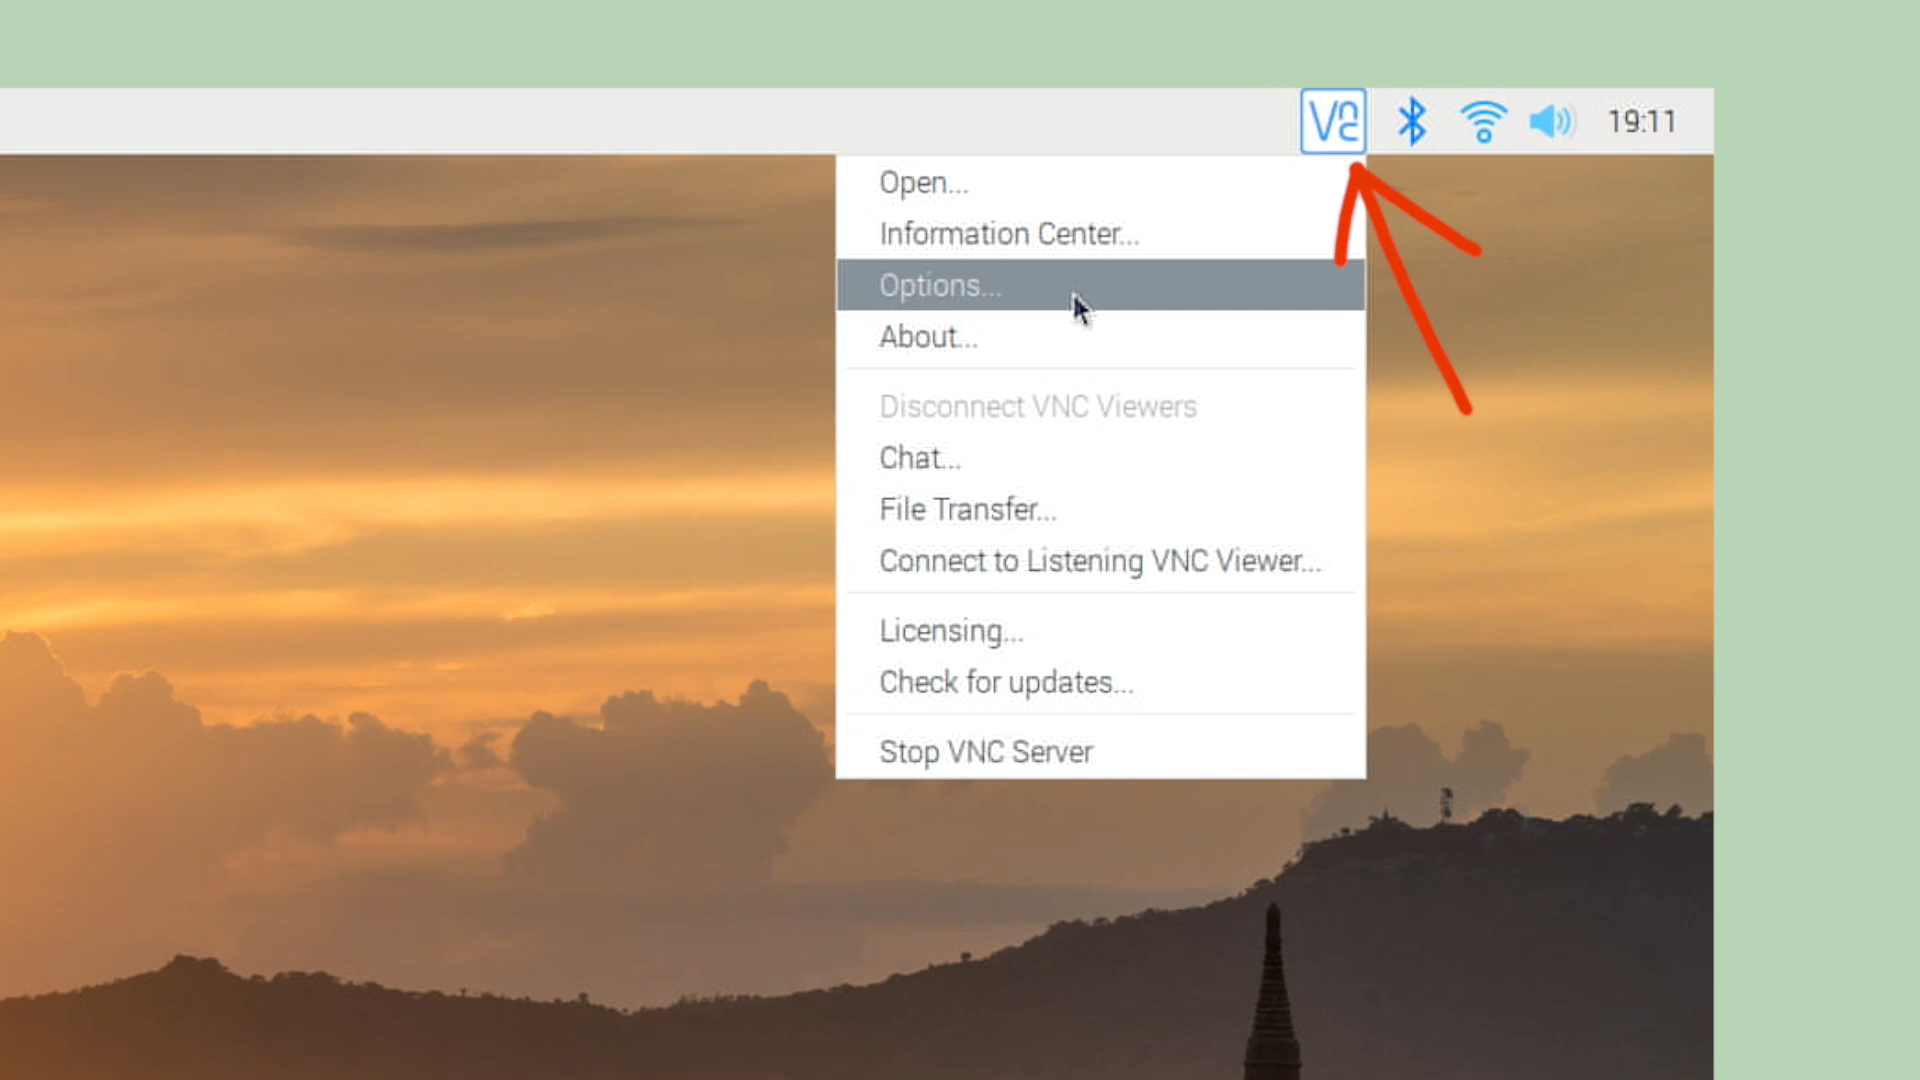 Vnc 19:11
Open...
Information Center...
Options...
About...
Disconnect VNC Viewers
Chat...
File Transfer...
Connect to Listening VNC Viewer...
Licensing...
Check for updates...
Stop VNC Server